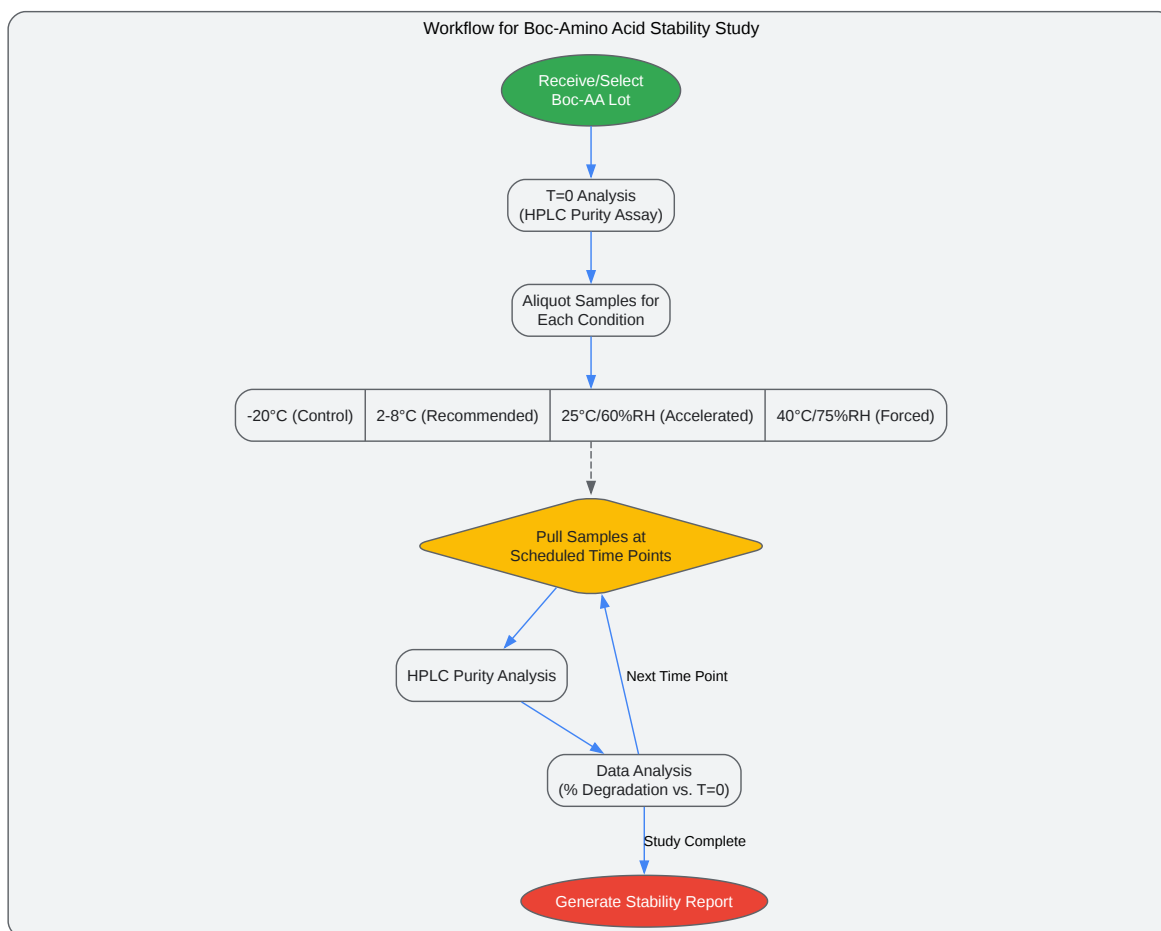 Workflow for Boc-Amino Acid Stability Study
Receive/Select
Boc-AA Lot
T=0 Analysis
(HPLC Purity Assay)
Aliquot Samples for
Each Condition
-20°C (Control)
2-8°C (Recommended)
25°C/60%RH (Accelerated)
40°C/75%RH (Forced)
Pull Samples at
Scheduled Time Points
HPLC Purity Analysis
Next Time Point
Data Analysis
(% Degradation vs. T=0)
Study Complete
Generate Stability Report